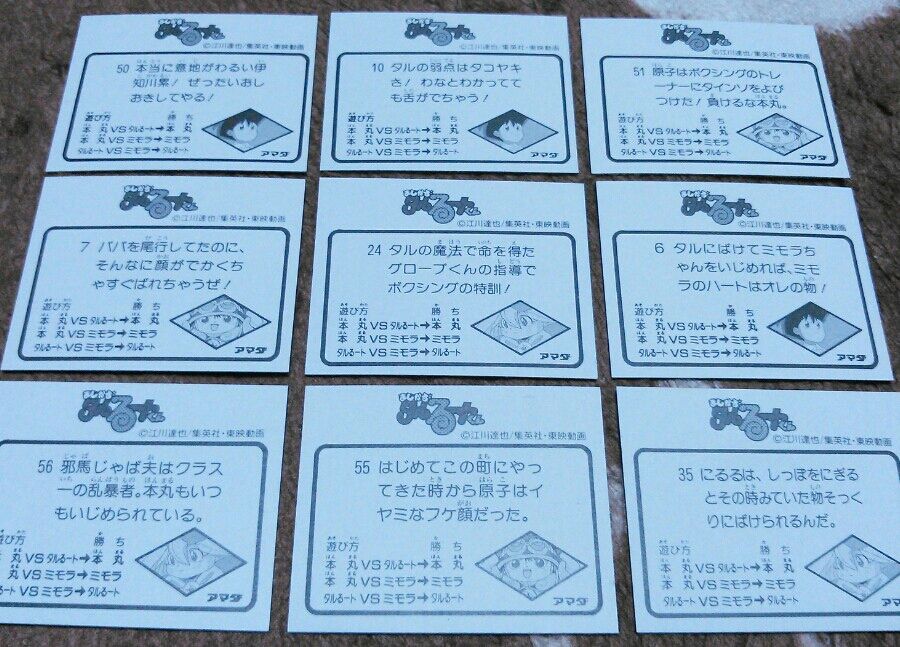 まじかる☆タルるートくん
©江川達也/集英社・東映動画
50 本当に意地がわるい伊
知川累！ ぜったいおし
おきしてやる！
遊び方 勝ち
本丸VSタルるート➔本丸
本丸VSミモラ➔ミモラ
タルるートVSミモラ➔タルるート
まじかる☆タルるートくん
©江川達也/集英社・東映動画
10 タルの弱点はタコヤキ
さ！ わなとわかってて
も舌がでちゃう！
遊び方 勝ち
本丸VSタルるート➔本丸
本丸VSミモラ➔ミモラ
タルるートVSミモラ➔タルるート
アマダ
まじかる☆タルるートくん
©江川達也/集英社・東映動画
51 原子はボクシングのトレ
ーナーにタインソをよび
つけた！ 負けるな本丸。
遊び方 勝ち
本丸VSタルるート➔本丸
本丸VSミモラ➔ミモラ
タルるートVSミモラ➔タルるート
アマダ
まじかる☆タルるートくん
©江川達也/集英社・東映動画
7 パパを尾行してたのに、
そんなに顔がでかくち
ゃすぐばれちゃうぜ！
遊び方 勝ち
本丸VSタルるート➔本丸
本丸VSミモラ➔ミモラ
タルるートVSミモラ➔タルるート
アマダ
まじかる☆タルるートくん
©江川達也/集英社・東映動画
24 タルの魔法で命を得た
グローブくんの指導で
ボクシングの特訓！
遊び方 勝ち
本丸VSタルるート➔本丸
本丸VSミモラ➔ミモラ
タルるートVSミモラ➔タルるート
アマダ
まじかる☆タルるートくん
©江川達也/集英社・東映動画
6 タルにばけてミモラち
ゃんをいじめれば、ミモ
ラのハートはオレの物！
遊び方 勝ち
本丸VSタルるート➔本丸
本丸VSミモラ➔ミモラ
タルるートVSミモラ➔タルるート
アマダ
まじかる☆タルるートくん
©江川達也/集英社・東映動画
56 邪馬じゃば夫はクラス
一の乱暴者。本丸もいつ
もいじめられている。
遊び方 勝ち
本丸VSタルるート➔本丸
丸VSミモラ➔ミモラ
タルるートVSミモラ➔タルるート
アマダ
まじかる☆タルるートくん
©江川達也/集英社・東映動画
55 はじめてこの町にやっ
てきた時から原子はイ
ヤミなフケ顔だった。
遊び方 勝ち
本丸VSタルるート➔本丸
本丸VSミモラ➔ミモラ
タルるートVSミモラ➔タルるート
アマダ
まじかる☆タルるートくん
©江川達也/集英社・東映動画
35 にるるは、しっぽをにぎる
とその時みていた物そっく
りにばけられるんだ。
遊び方 勝ち
本丸VSタルるート➔本丸
本丸VSミモラ➔ミモラ
タルるートVSミモラ➔タルるート
アマダ